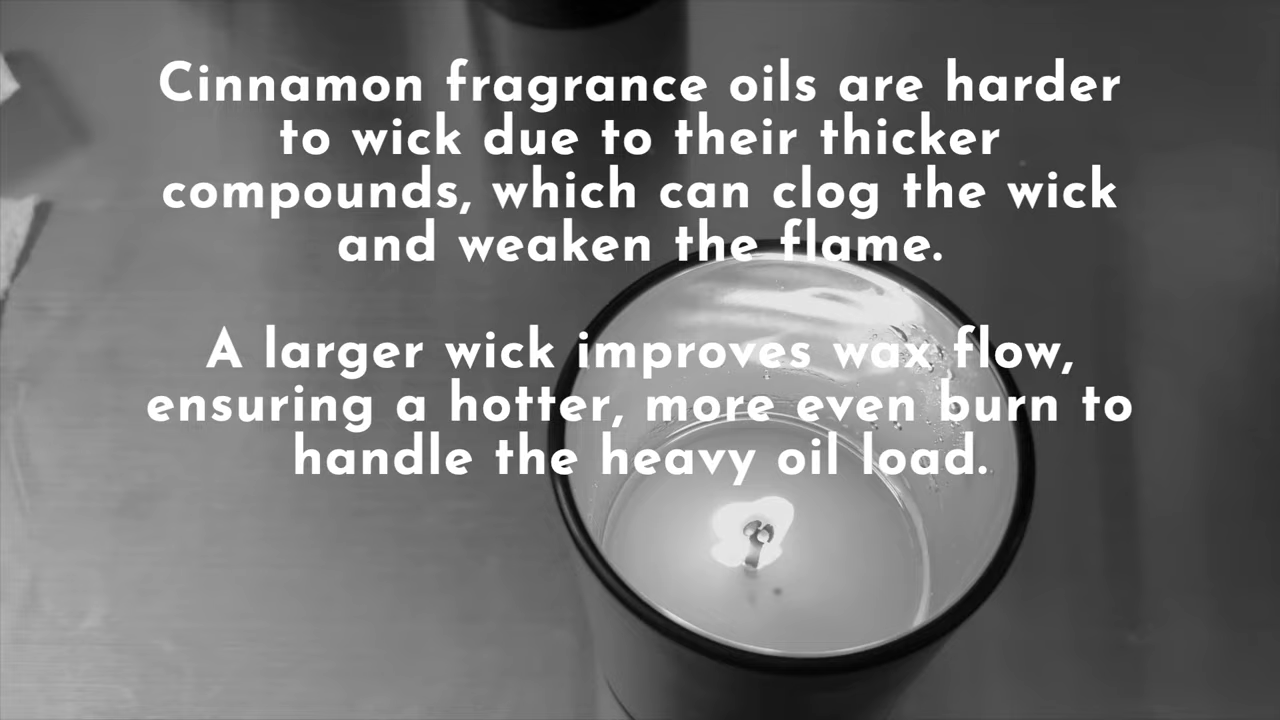 Cinnamon fragrance oils are harder
to wick due to their thicker
compounds, which can clog the wick
and weaken the flame.
A larger wick improves wax flow,
ensuring a hotter, more even burn to
handle the heavy oil load.